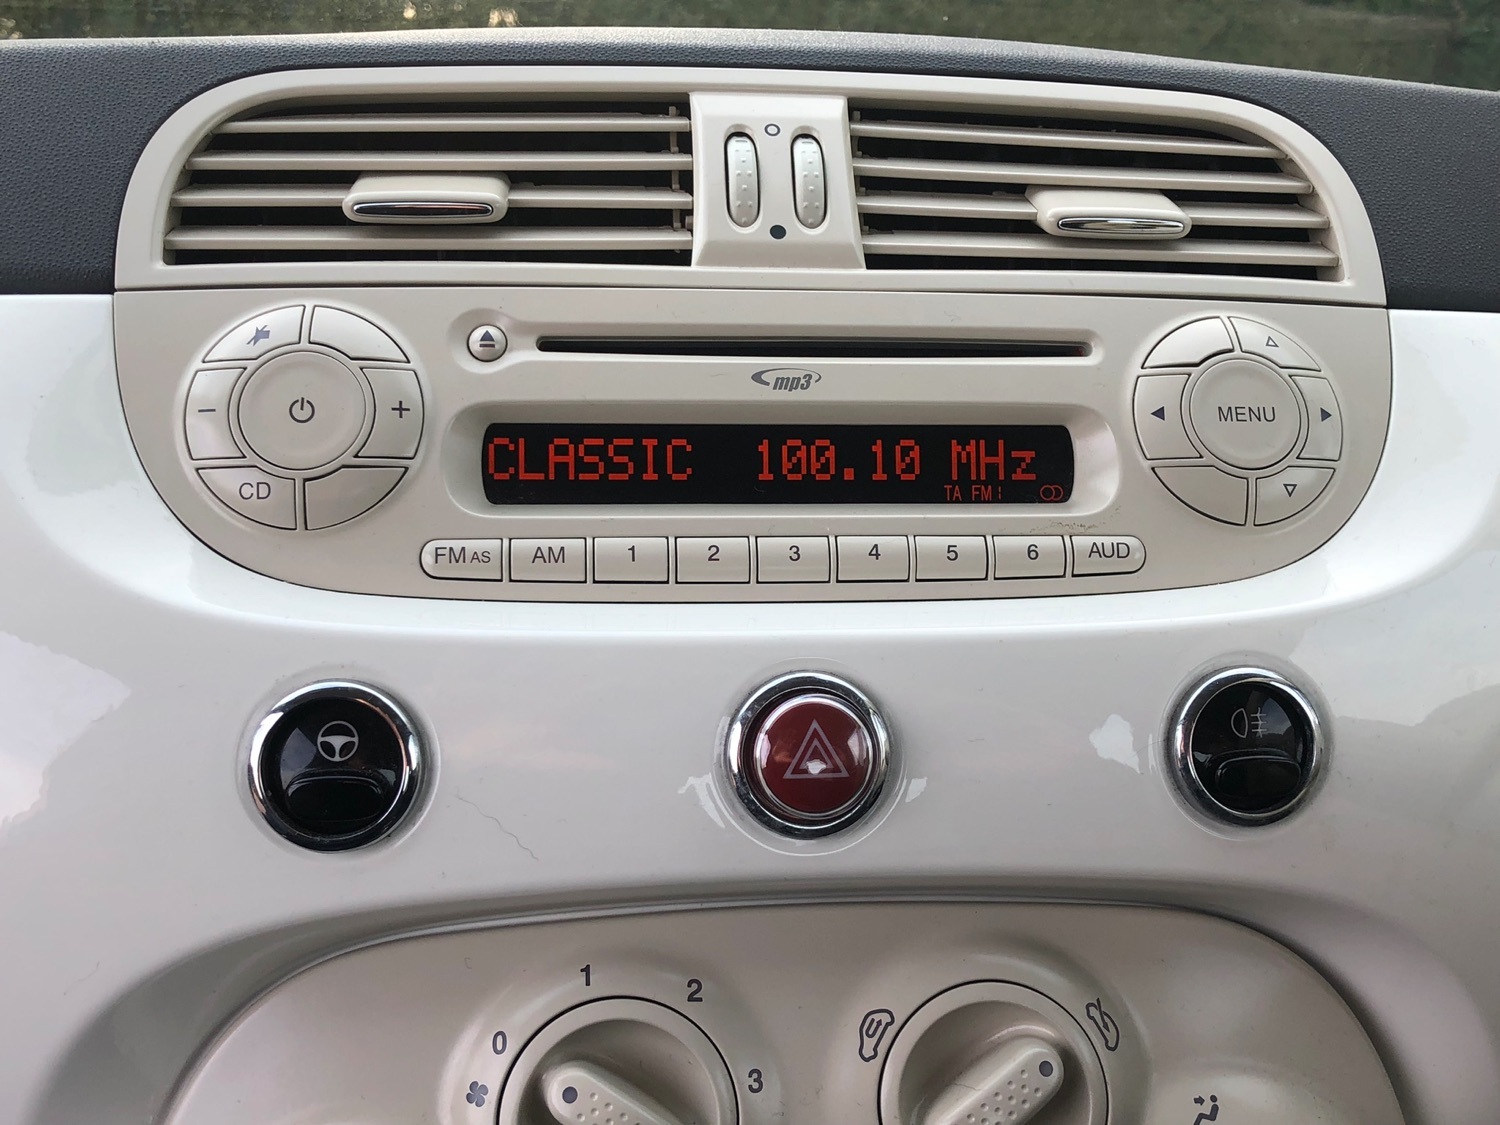 mp3
CLASSIC 100.10 MHz
TA FM1
MENU
CD
FM AS AM 1 2 3 4 5 6 AUD
1 2
0 3